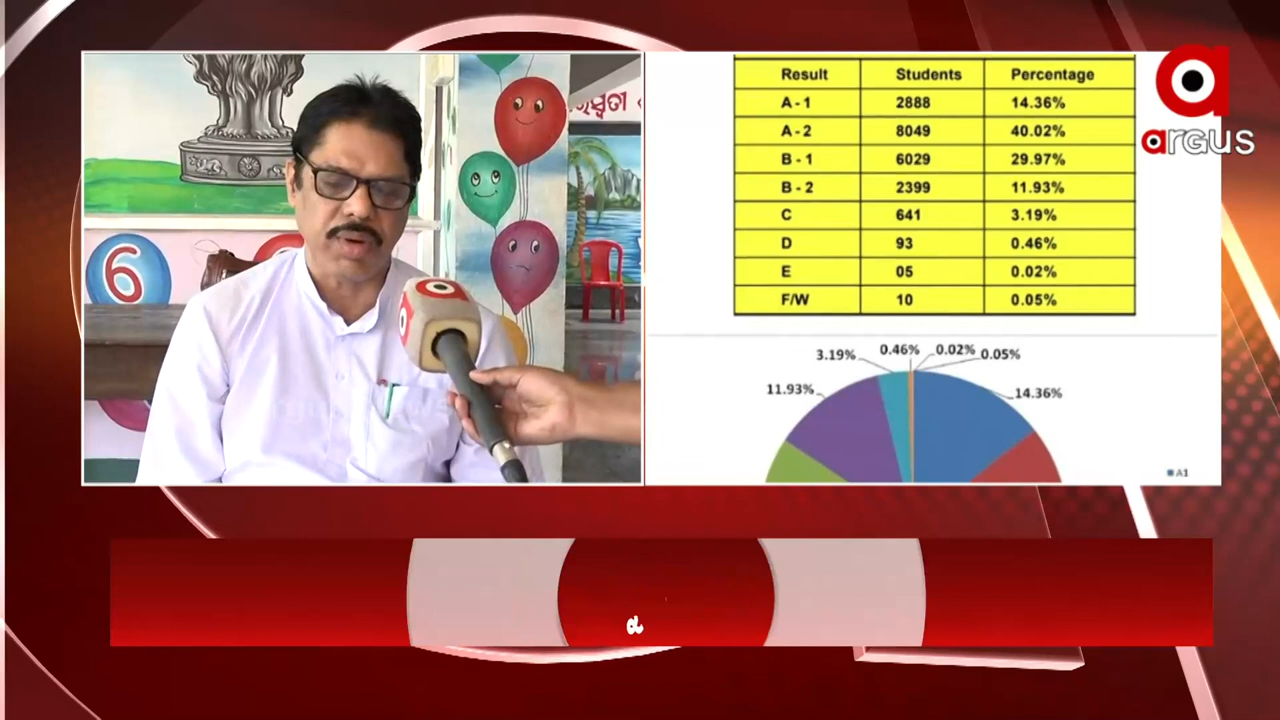 6
ସ୍ୱତୀ
Result Students Percentage
A - 1 2888 14.36%
A - 2 8049 40.02%
B - 1 6029 29.97%
B - 2 2399 11.93%
C 641 3.19%
D 93 0.46%
E 05 0.02%
F/W 10 0.05%
3.19% 0.46% 0.02% 0.05%
11.93% 14.36%
A1
argus